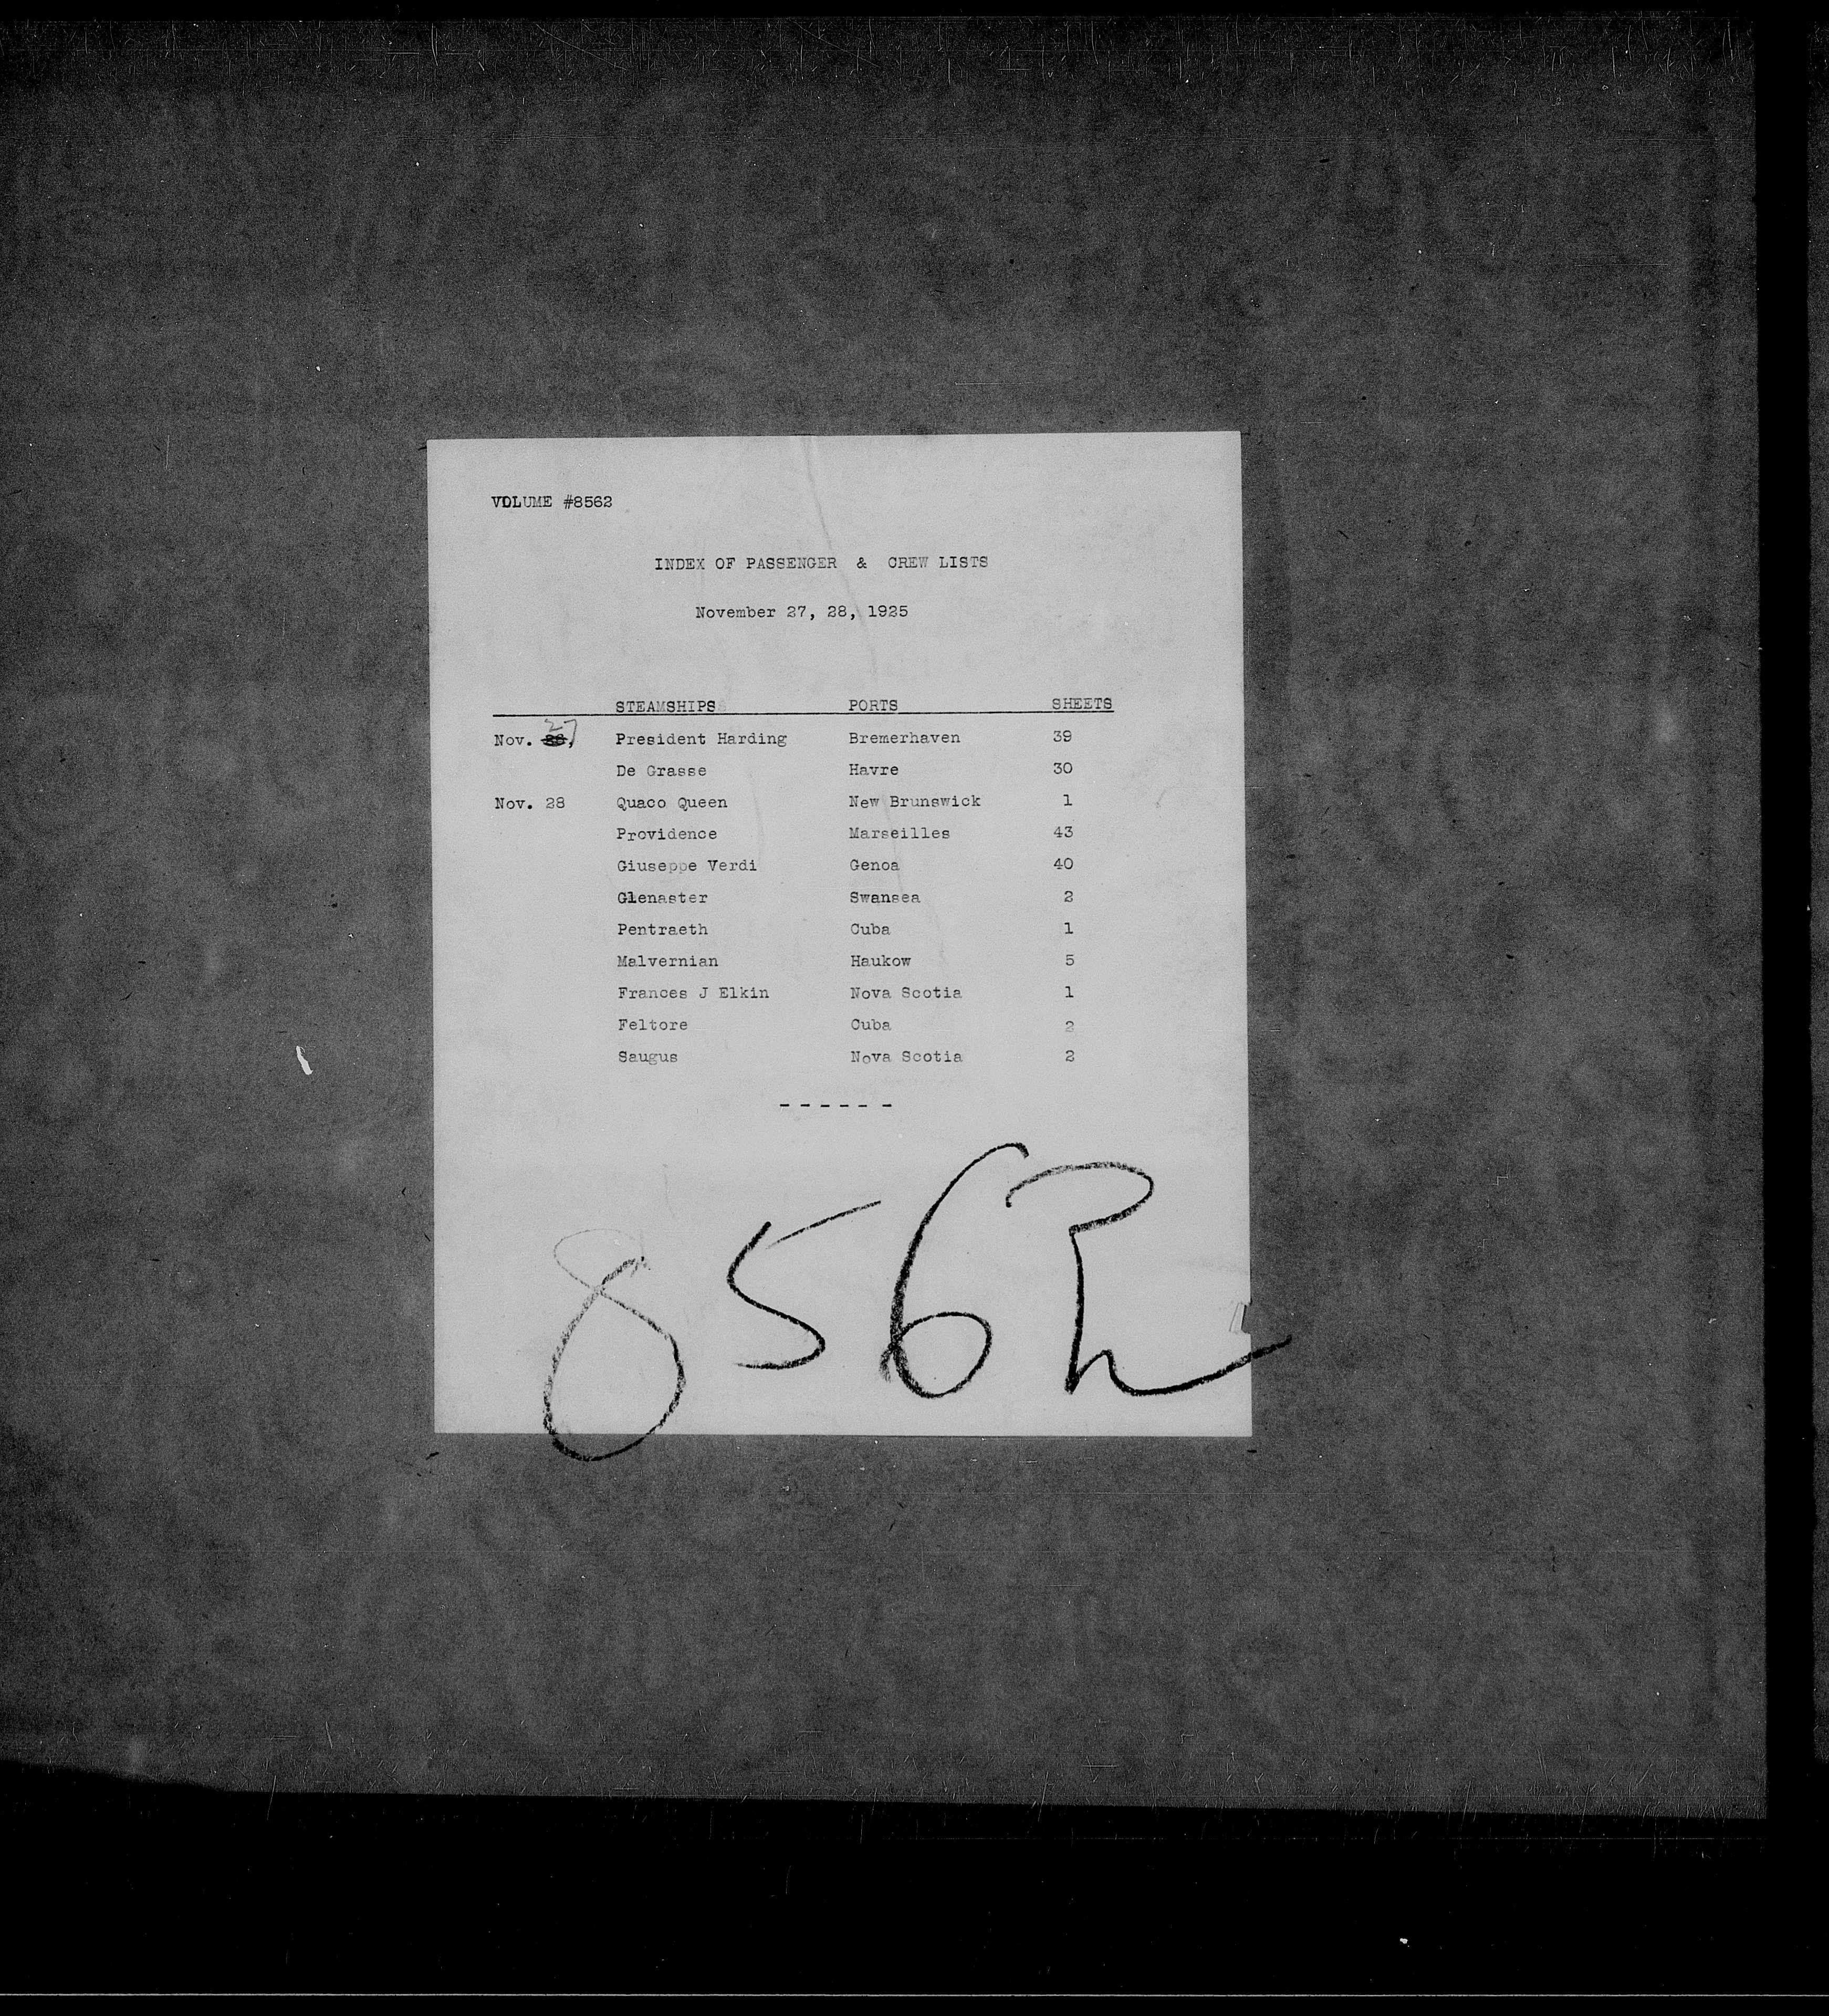 VOLUME #8562
INDEX OF PASSENGER & CREW LISTS
November 27, 28, 1925
STEAMSHIPS PORTS SHEETS
27
Nov. 28, President Harding Bremerhaven 39
De Grasse Havre 30
Nov. 28 Quaco Queen New Brunswick 1
Providence Marseilles 43
Giuseppe Verdi Genoa 40
Glenaster Swansea 2
Pentraeth Cuba 1
Malvernian Haukow 5
Frances J Elkin Nova Scotia 1
Feltore Cuba 2
Saugus Nova Scotia 2
- - - - - -
8562